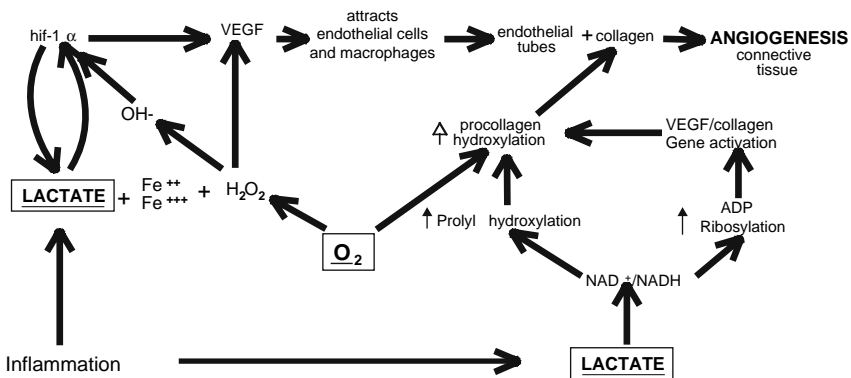 hif-1 α
VEGF
attracts
endothelial cells
and macrophages
endothelial
tubes
+ collagen
ANGIOGENESIS
connective
tissue
OH-
procollagen
hydroxylation
VEGF/collagen
Gene activation
LACTATE + Fe ++ + H2O2
Fe +++
↑ Prolyl hydroxylation
ADP
↑ Ribosylation
O2
NAD +/NADH
Inflammation
LACTATE